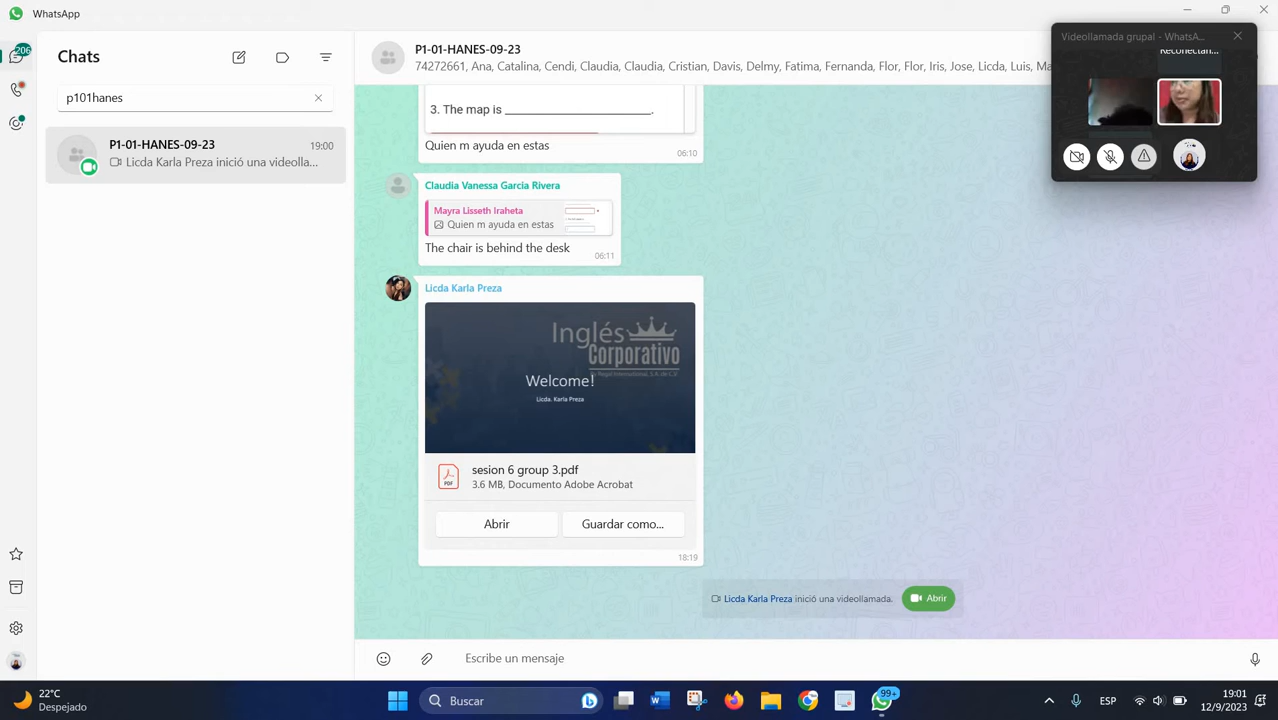 WhatsApp
206
Chats
p101hanes
P1-01-HANES-09-23
19:00
Licda Karla Preza inició una videolla...
P1-01-HANES-09-23
74272661, Ana, Catalina, Cendi, Claudia, Claudia, Cristian, Davis, Delmy, Fatima, Fernanda, Flor, Flor, Iris, Jose, Licda, Luis, Ma
Videollamada grupal - WhatsA...
Reconectan...
3. The map is ______________________.
Quien m ayuda en estas
06:10
Claudia Vanessa Garcia Rivera
Mayra Lisseth Iraheta
Quien m ayuda en estas
The chair is behind the desk
06:11
Licda Karla Preza
Inglés
Corporativo
By Regal International, S.A. de C.V.
Welcome!
Licda. Karla Preza
PDF
sesion 6 group 3.pdf
3.6 MB, Documento Adobe Acrobat
Abrir
Guardar como...
18:19
Licda Karla Preza inició una videollamada.
Abrir
Escribe un mensaje
22°C
Despejado
Buscar
99+
ESP
19:01
12/9/2023